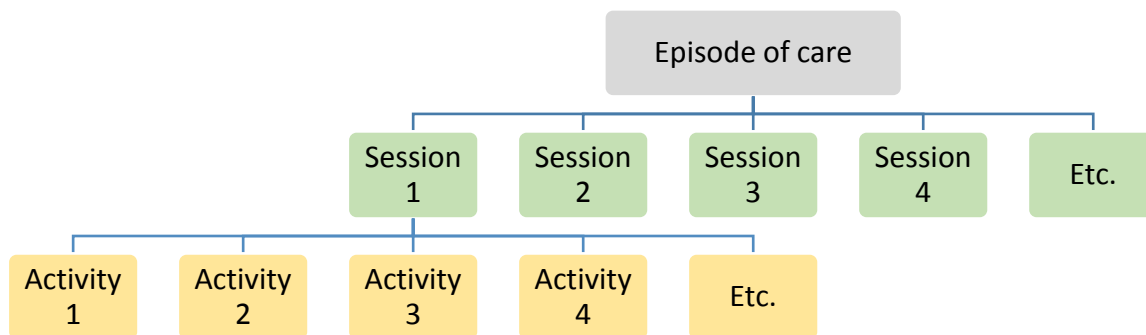 Episode of care
Session
1
Session
2
Session
3
Session
4
Etc.
Activity
1
Activity
2
Activity
3
Activity
4
Etc.